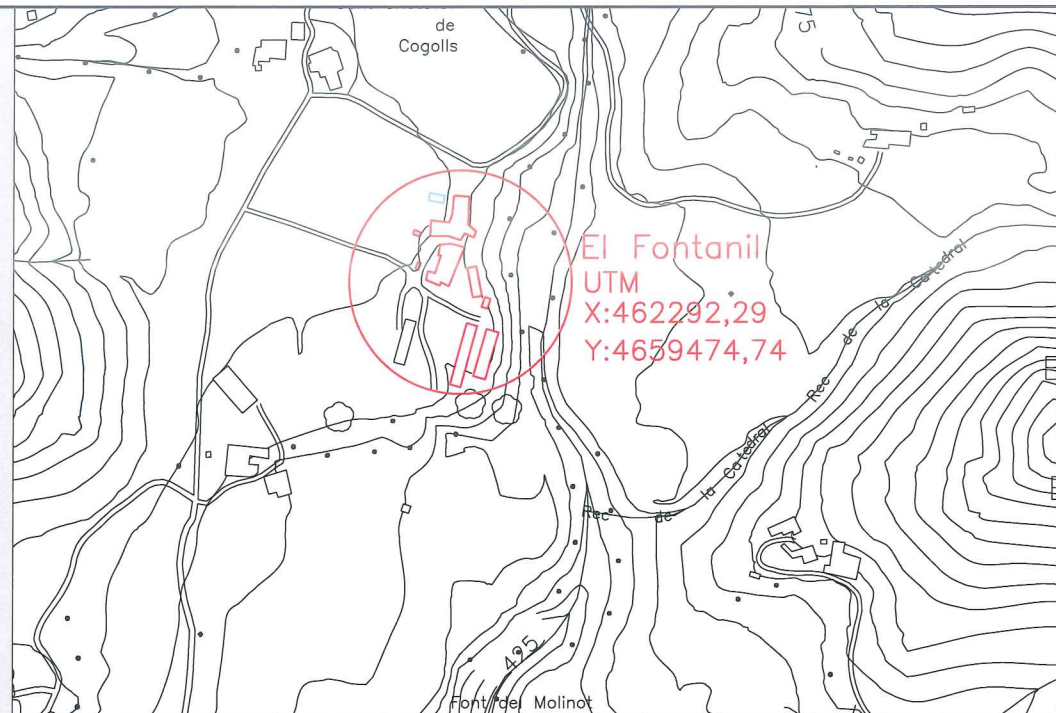 de
Cogolls
75
El Fontanil
UTM
X:462292,29
Y:4659474,74
Rec de la Catedral
Rec de la Catedral
425
Font del Molinot